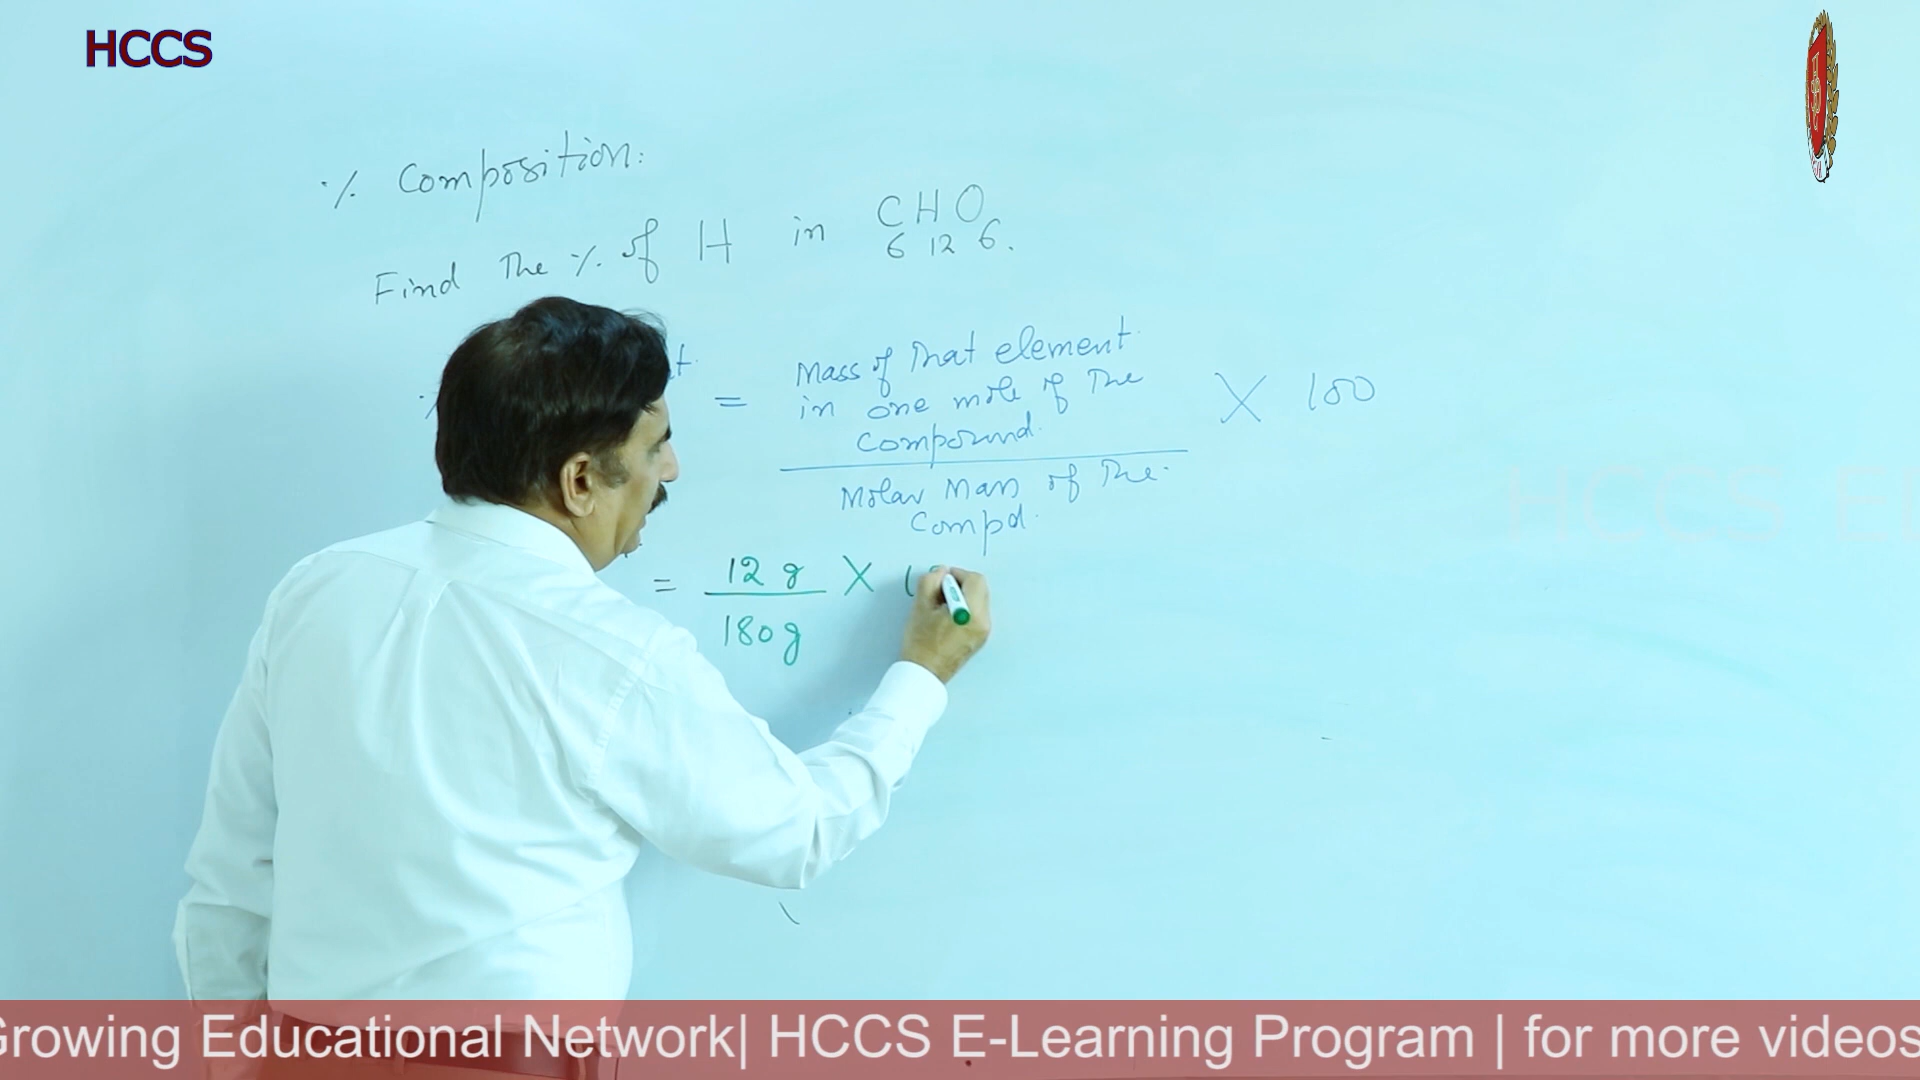 HCCS
% Composition:
Find The % of H in C6H12O6.
= Mass of That element
in one mole of The
Compound. X 100
Molar Mass of The
Compd.
= 12 g X
180g
HCCS E
Growing Educational Network| HCCS E-Learning Program | for more videos